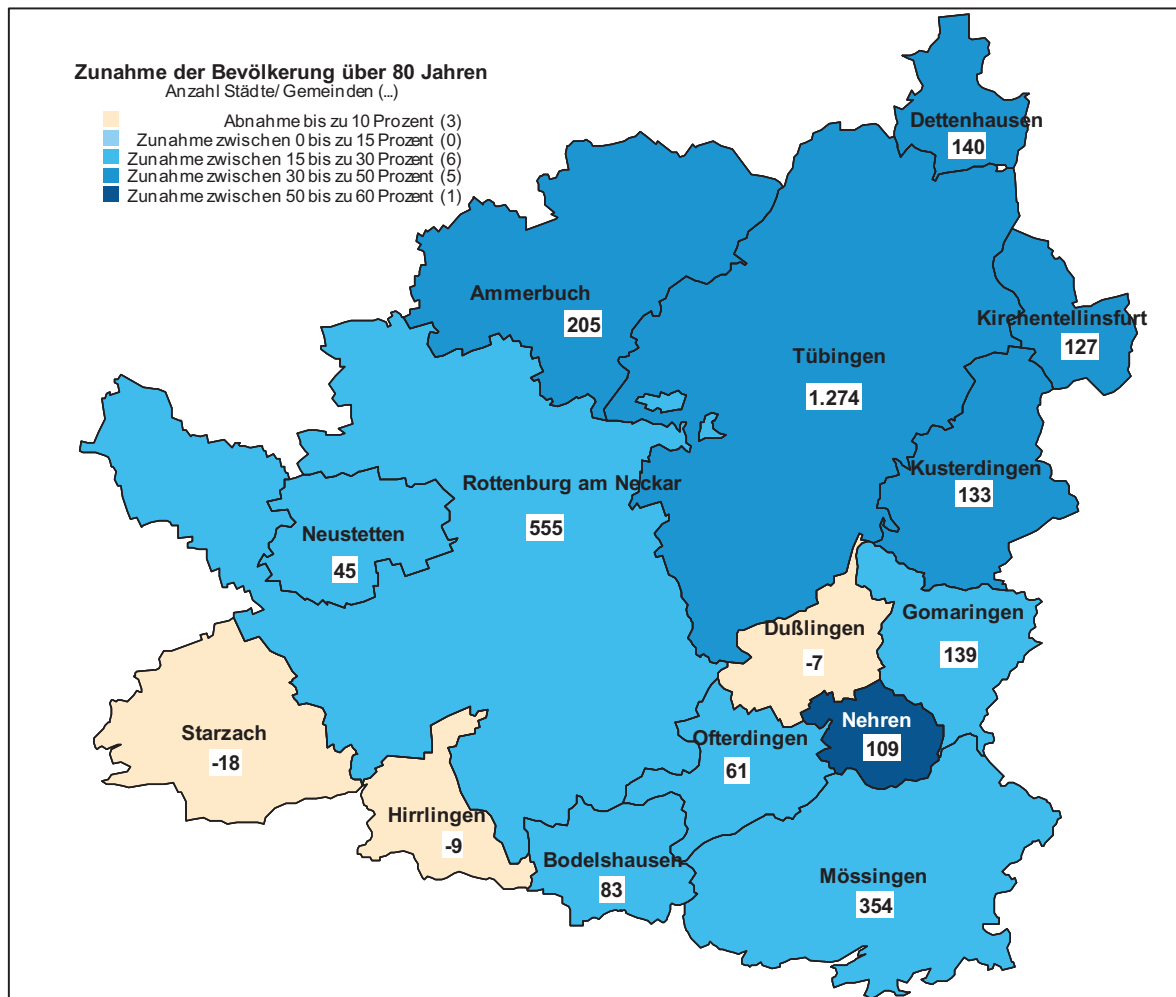 Zunahme der Bevölkerung über 80 Jahren
Anzahl Städte/ Gemeinden (...)
Abnahme bis zu 10 Prozent (3)
Zunahme zwischen 0 bis zu 15 Prozent (0)
Zunahme zwischen 15 bis zu 30 Prozent (6)
Zunahme zwischen 30 bis zu 50 Prozent (5)
Zunahme zwischen 50 bis zu 60 Prozent (1)
Dettenhausen
140
Ammerbuch
205
Kirchentellinsfurt
127
Tübingen
1.274
Kusterdingen
133
Rottenburg am Neckar
555
Neustetten
45
Gomaringen
139
Dußlingen
-7
Nehren
109
Starzach
-18
Ofterdingen
61
Hirrlingen
-9
Bodelshausen
83
Mössingen
354